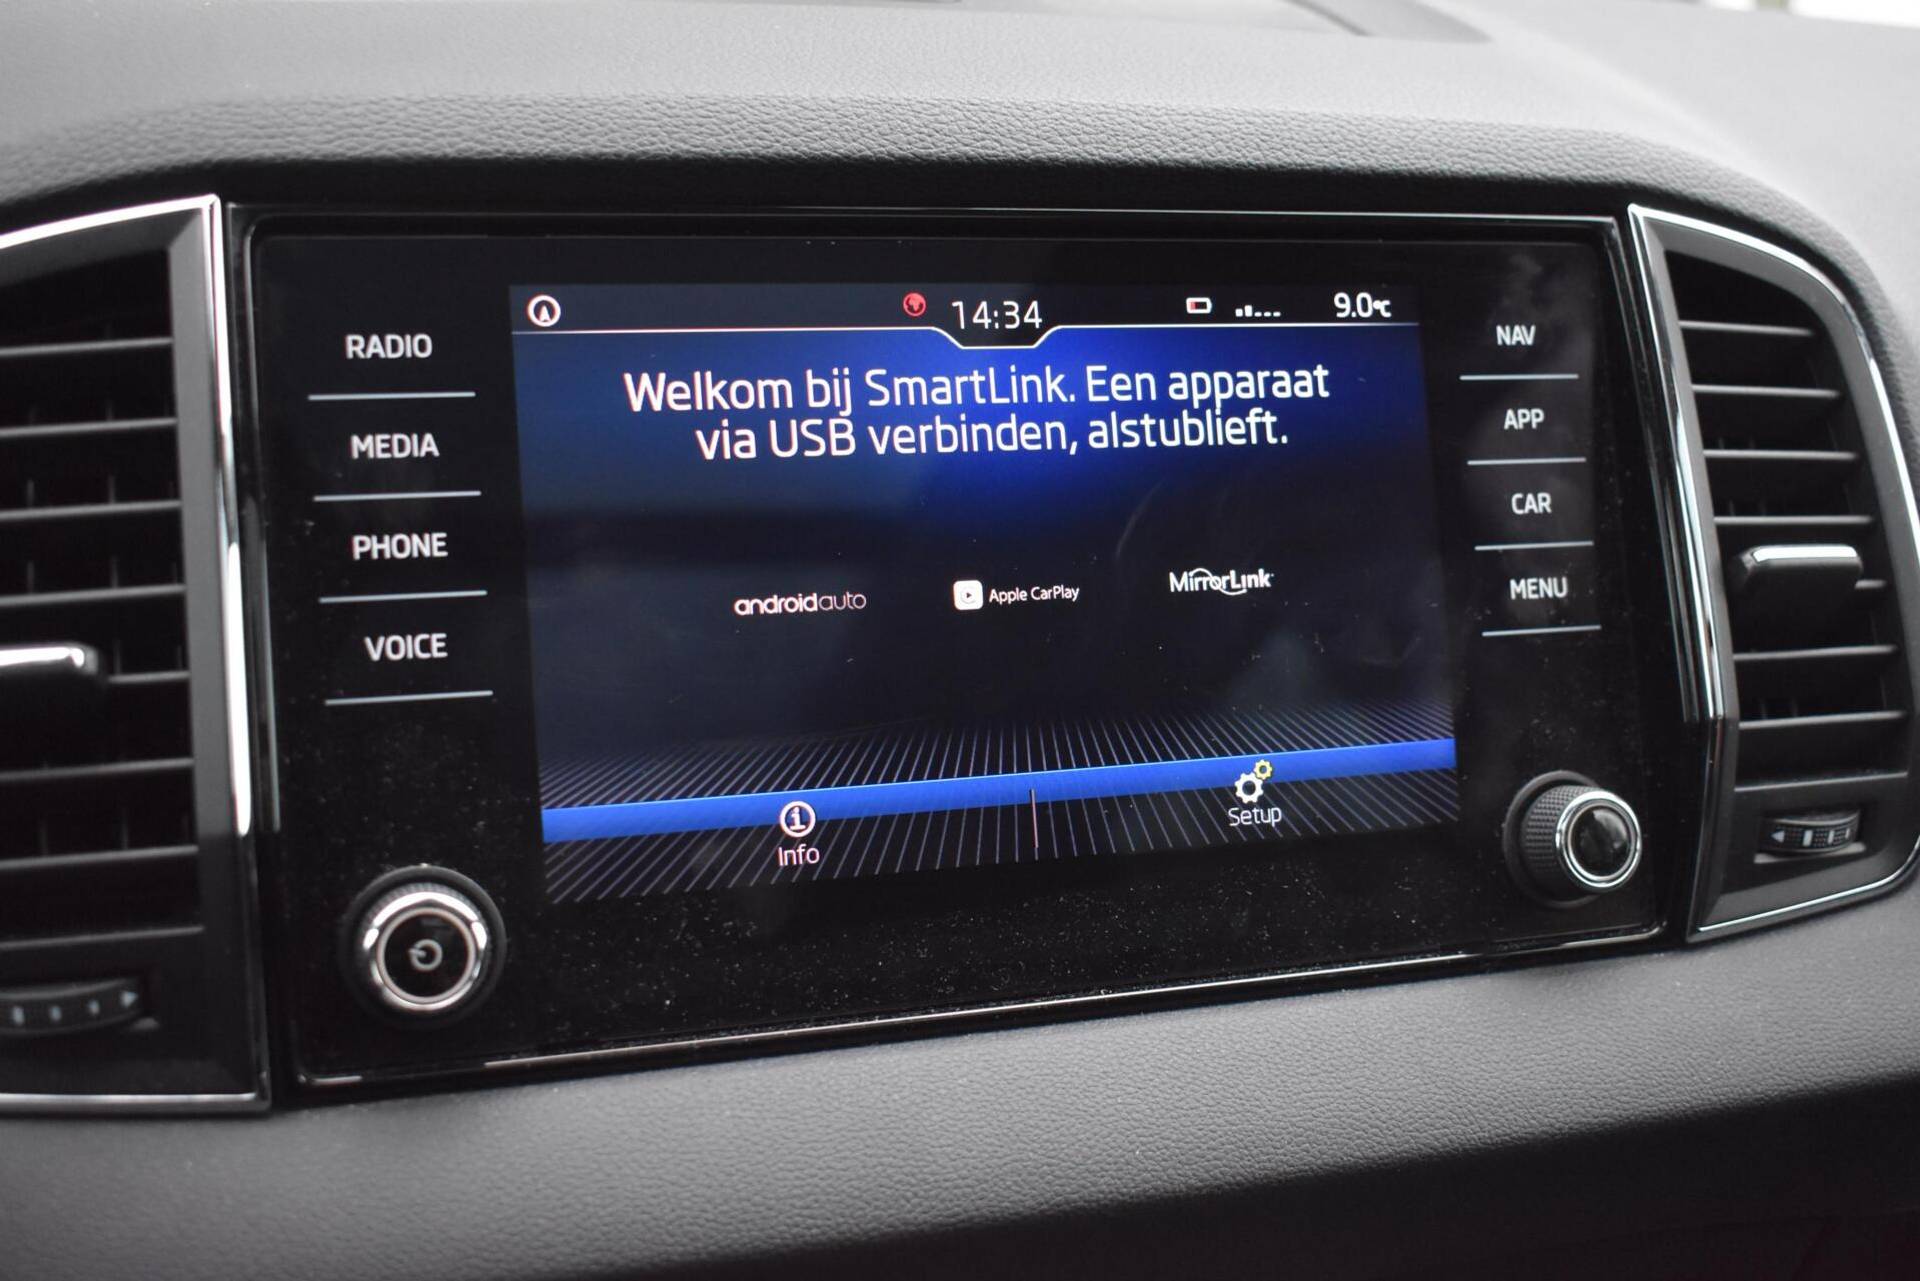 14:34
9.0°C
RADIO
MEDIA
PHONE
VOICE
Welkom bij SmartLink. Een apparaat
via USB verbinden, alstublieft.
androidauto
Apple CarPlay
MirrorLink
Info
Setup
NAV
APP
CAR
MENU